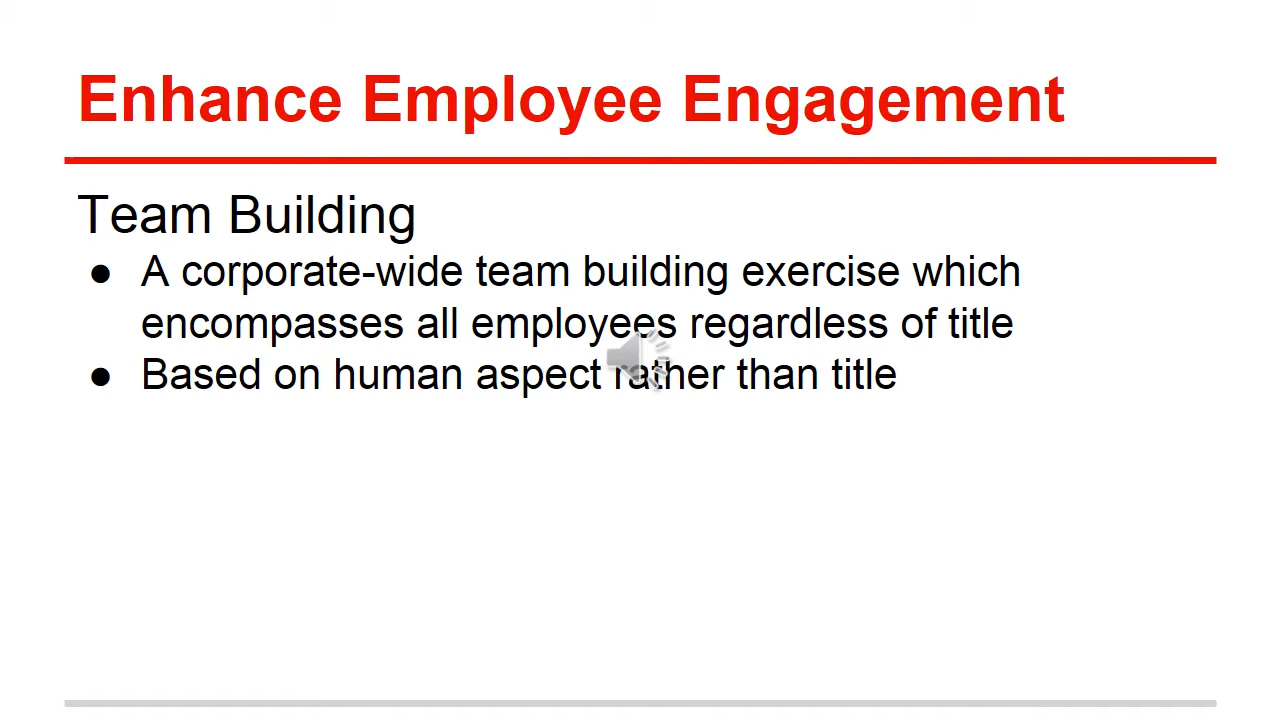 Enhance Employee Engagement
Team Building
● A corporate-wide team building exercise which
encompasses all employees regardless of title
● Based on human aspect rather than title